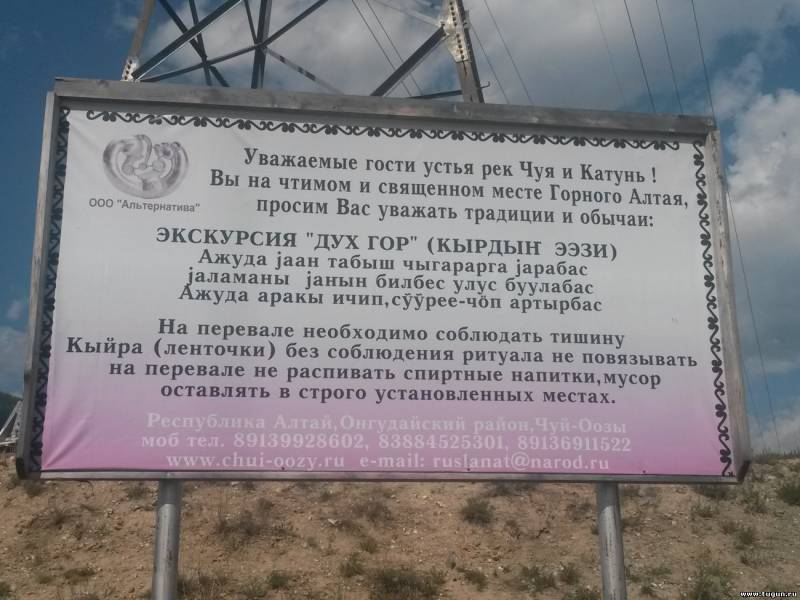 Уважаемые гости устья рек Чуя и Катунь !
Вы на чтимом и священном месте Горного Алтая,
просим Вас уважать традиции и обычаи:
ООО "Альтернатива"
ЭКСКУРСИЯ "ДУХ ГОР" (КЫРДЫҤ ЭЭЗИ)
Ажуда јаан табыш чыгарарга јарабас
јаламаны јанын билбес улус буулабас
Ажуда аракы ичип,сӱӱрее-чӧп артырбас
На перевале необходимо соблюдать тишину
Кыйра (ленточки) без соблюдения ритуала не повязывать
на перевале не распивать спиртные напитки,мусор
оставлять в строго установленных местах.
Республика Алтай,Онгудайский район,Чуй-Оозы
моб тел. 89139928602, 83884525301, 89136911522
www.chui-oozy.ru e-mail: ruslanat@narod.ru
www.tugun.ru